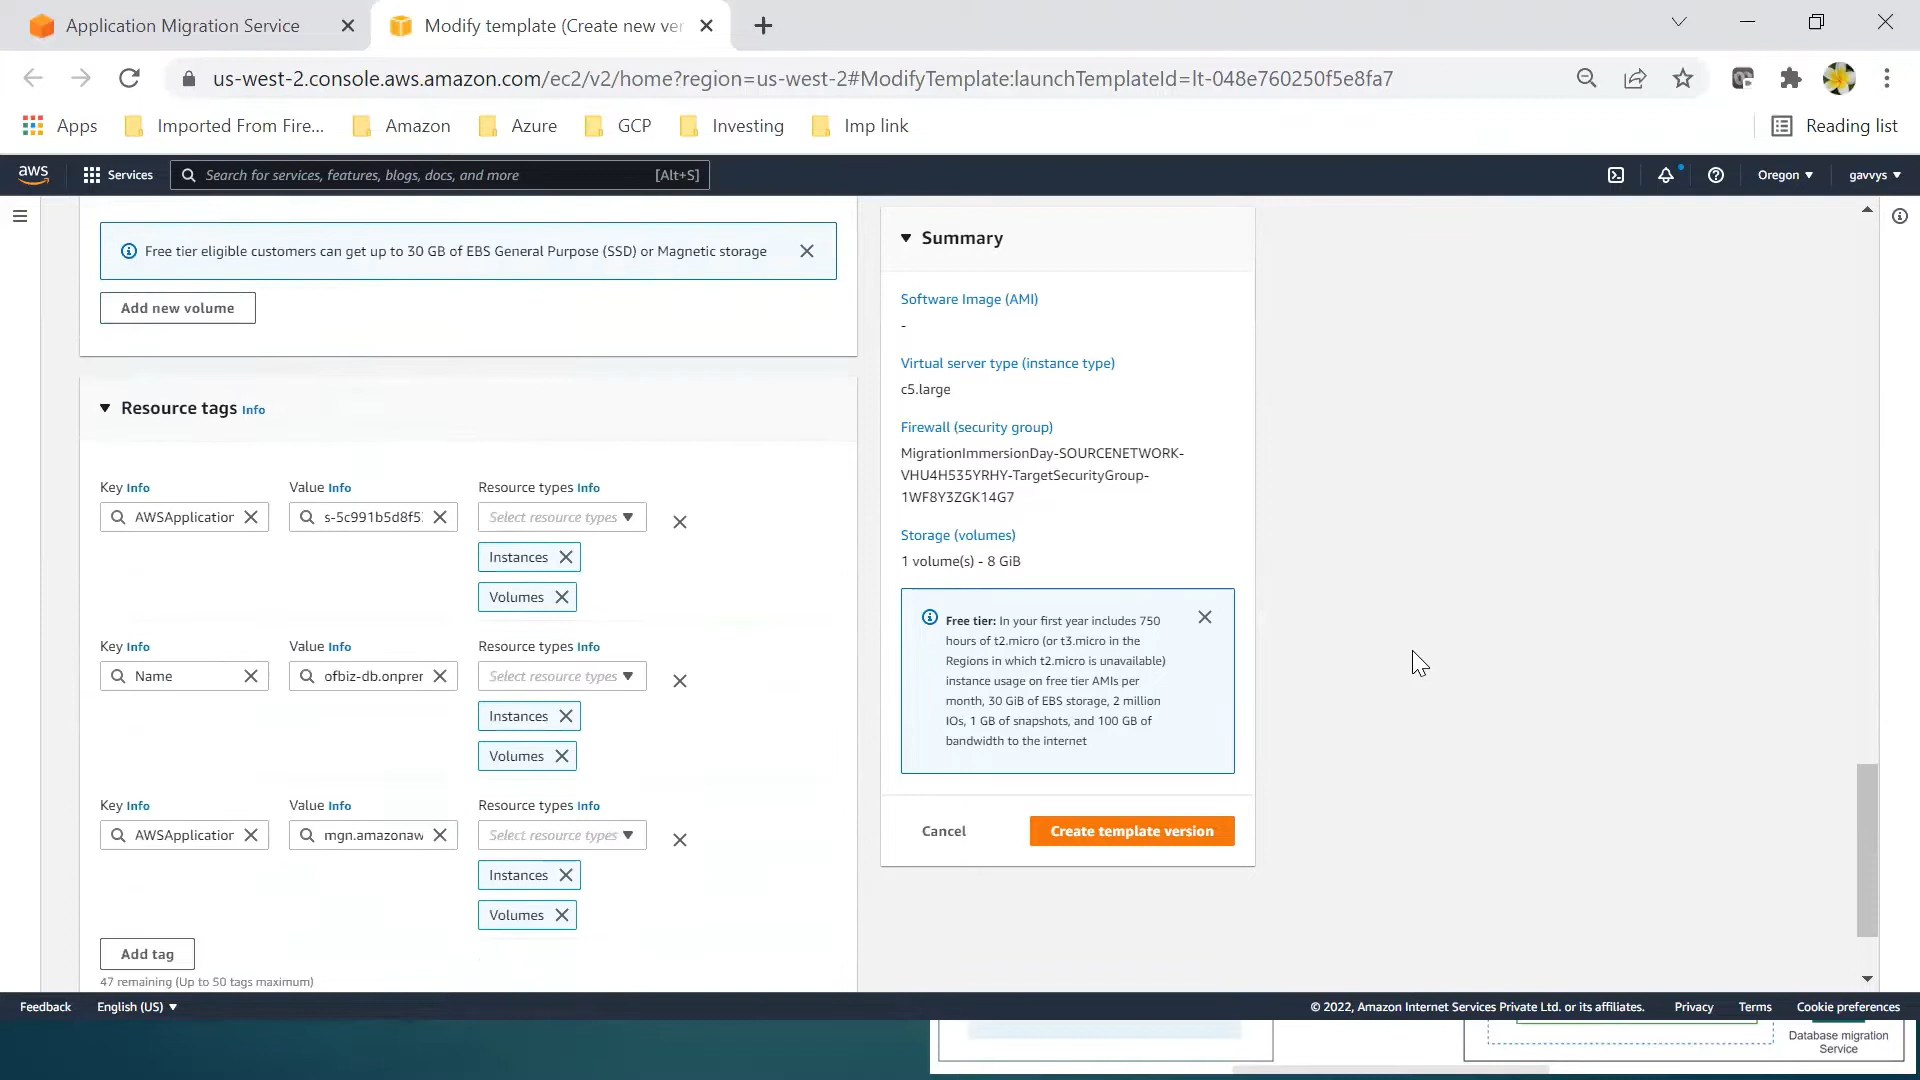 Application Migration Service
Modify template (Create new ver
us-west-2.console.aws.amazon.com/ec2/v2/home?region=us-west-2#ModifyTemplate:launchTemplateId=lt-048e760250f5e8fa7
Apps
Imported From Fire...
Amazon
Azure
GCP
Investing
Imp link
Reading list
aws
Services
Search for services, features, blogs, docs, and more
[Alt+S]
Oregon
gavvys
Free tier eligible customers can get up to 30 GB of EBS General Purpose (SSD) or Magnetic storage
Add new volume
Resource tags Info
Key Info
Value Info
Resource types Info
AWSApplication
s-5c991b5d8f5
Select resource types
Instances
Volumes
Key Info
Value Info
Resource types Info
Name
ofbiz-db.onprer
Select resource types
Instances
Volumes
Key Info
Value Info
Resource types Info
AWSApplication
mgn.amazonaw
Select resource types
Instances
Volumes
Add tag
47 remaining (Up to 50 tags maximum)
Summary
Software Image (AMI)
-
Virtual server type (instance type)
c5.large
Firewall (security group)
MigrationImmersionDay-SOURCENETWORK-
VHU4H535YRHY-TargetSecurityGroup-
1WF8Y3ZGK14G7
Storage (volumes)
1 volume(s) - 8 GiB
Free tier: In your first year includes 750
hours of t2.micro (or t3.micro in the
Regions in which t2.micro is unavailable)
instance usage on free tier AMIs per
month, 30 GiB of EBS storage, 2 million
IOs, 1 GB of snapshots, and 100 GB of
bandwidth to the internet
Cancel
Create template version
Feedback
English (US)
© 2022, Amazon Internet Services Private Ltd. or its affiliates.
Privacy
Terms
Cookie preferences
Database migration
Service